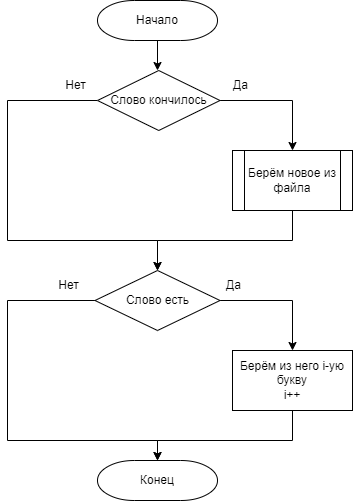 Начало
Нет
Да
Слово кончилось
Берём новое из
файла
Нет
Да
Слово есть
Берём из него i-ую
букву
i++
Конец